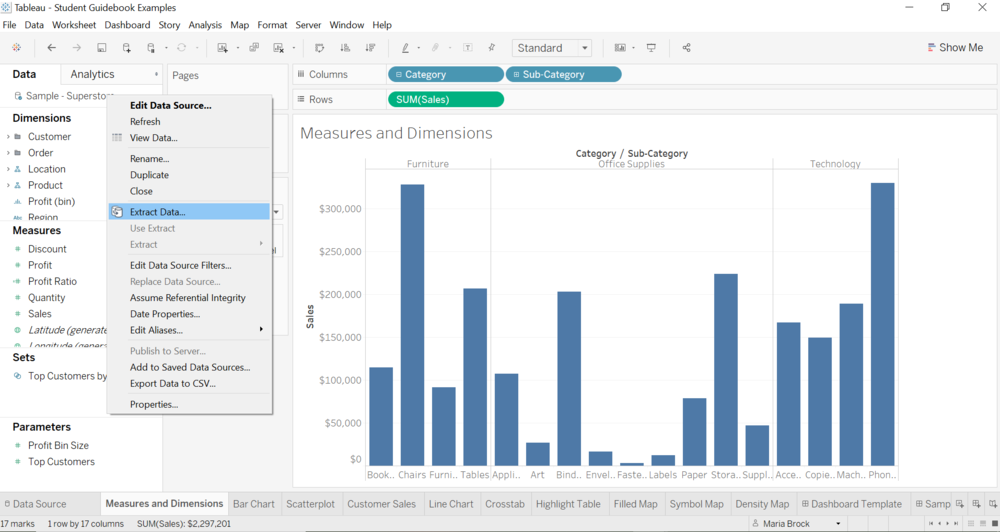 Tableau - Student Guidebook Examples
File Data Worksheet Dashboard Story Analysis Map Format Server Window Help
Standard
Show Me
Data Analytics
Sample - Superstore
Dimensions
Customer
Order
Location
Product
Profit (bin)
Abc Region
Measures
Discount
Profit
Profit Ratio
Quantity
Sales
Latitude (generate
Longitude (genera
Sets
Top Customers by
Parameters
Profit Bin Size
Top Customers
Edit Data Source...
Refresh
View Data...
Rename...
Duplicate
Close
Extract Data...
Use Extract
Extract
Edit Data Source Filters...
Replace Data Source...
Assume Referential Integrity
Date Properties...
Edit Aliases...
Publish to Server...
Add to Saved Data Sources...
Export Data to CSV...
Properties...
Pages
Columns Category Sub-Category
Rows SUM(Sales)
Measures and Dimensions
Category / Sub-Category
Furniture Office Supplies Technology
Sales
$300,000
$250,000
$200,000
$150,000
$100,000
$50,000
$0
Book.. Chairs Furni.. Tables Appli.. Art Bind.. Envel.. Faste.. Labels Paper Stora.. Suppl.. Acce.. Copie.. Mach.. Phon..
Data Source Measures and Dimensions Bar Chart Scatterplot Customer Sales Line Chart Crosstab Highlight Table Filled Map Symbol Map Density Map Dashboard Template Samp
17 marks 1 row by 17 columns SUM(Sales): $2,297,201 Maria Brock